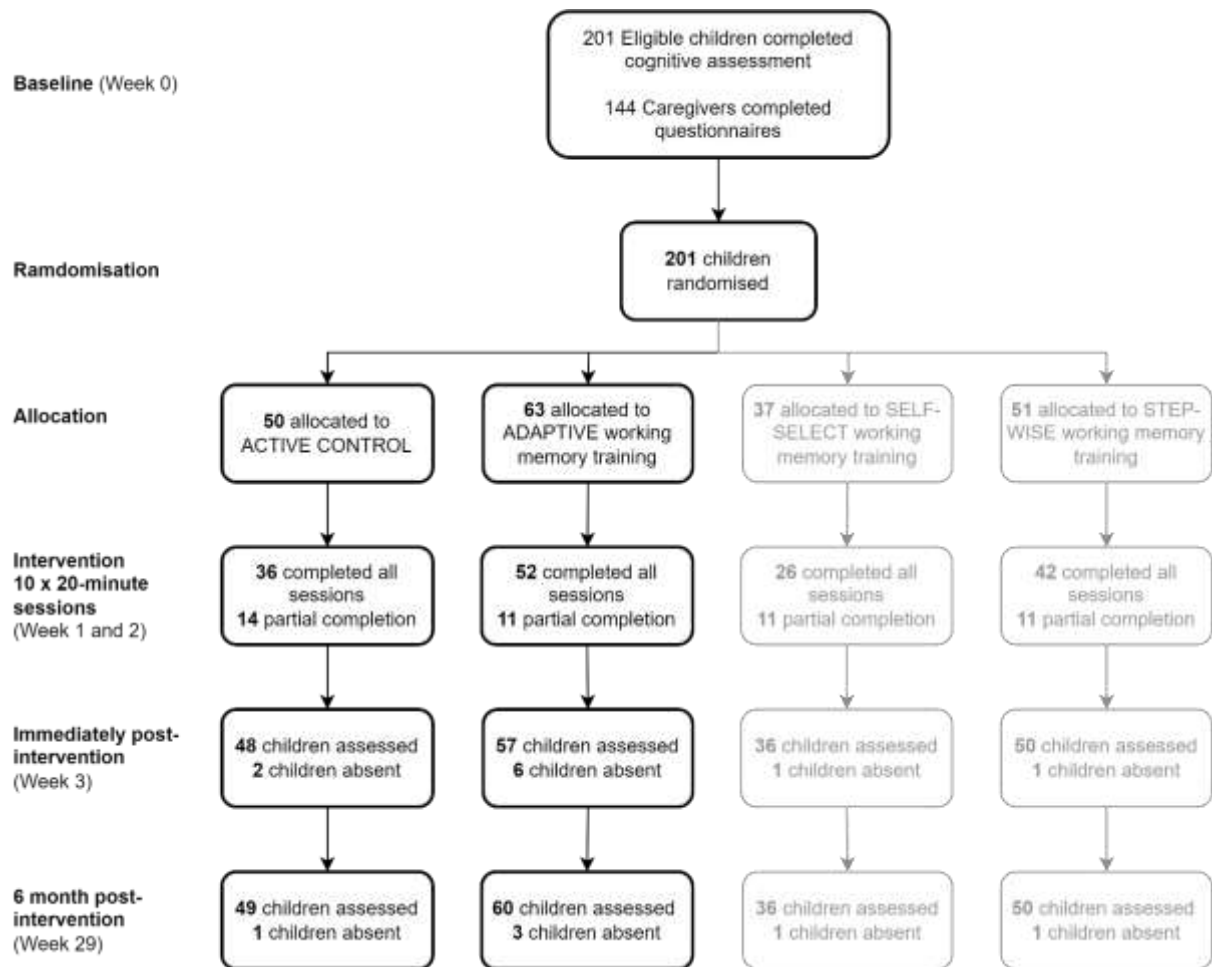 201 Eligible children completed
cognitive assessment
144 Caregivers completed
questionnaires
Baseline (Week 0)
201 children
randomised
Ramdomisation
Allocation
50 allocated to
ACTIVE CONTROL
63 allocated to
ADAPTIVE working
memory training
37 allocated to SELF-
SELECT working
memory training
51 allocated to STEP-
WISE working memory
training
Intervention
10 x 20-minute
sessions
(Week 1 and 2)
36 completed all
sessions
14 partial completion
52 completed all
sessions
11 partial completion
26 completed all
sessions
11 partial completion
42 completed all
sessions
11 partial completion
Immediately post-
intervention
(Week 3)
48 children assessed
2 children absent
57 children assessed
6 children absent
36 children assessed
1 children absent
50 children assessed
1 children absent
6 month post-
intervention
(Week 29)
49 children assessed
1 children absent
60 children assessed
3 children absent
36 children assessed
1 children absent
50 children assessed
1 children absent